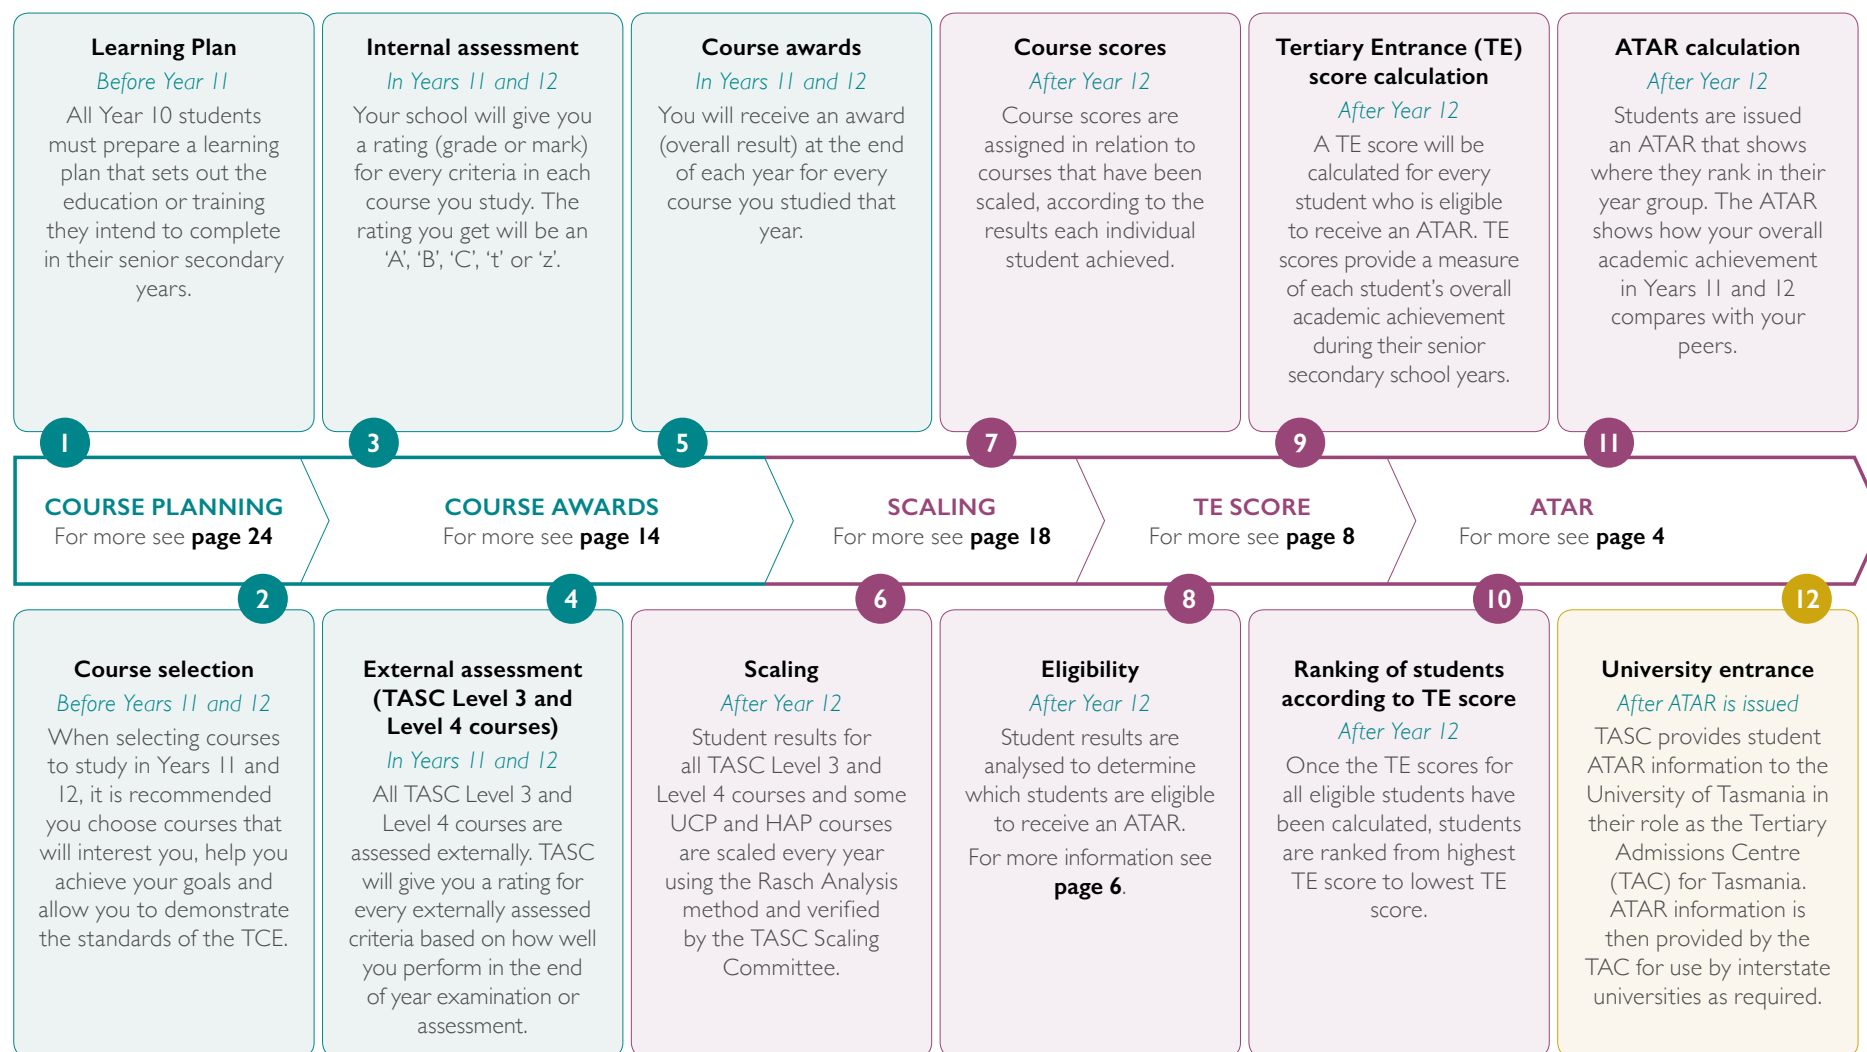 Learning Plan
Before Year 11
All Year 10 students
must prepare a learning
plan that sets out the
education or training
they intend to complete
in their senior secondary
years.
Internal assessment
In Years 11 and 12
Your school will give you
a rating (grade or mark)
for every criteria in each
course you study. The
rating you get will be an
‘A’, ‘B’, ‘C’, ‘t’ or ‘z’.
Course awards
In Years 11 and 12
You will receive an award
(overall result) at the end
of each year for every
course you studied that
year.
Course scores
After Year 12
Course scores are
assigned in relation to
courses that have been
scaled, according to the
results each individual
student achieved.
Tertiary Entrance (TE)
score calculation
After Year 12
A TE score will be
calculated for every
student who is eligible
to receive an ATAR. TE
scores provide a measure
of each student’s overall
academic achievement
during their senior
secondary school years.
ATAR calculation
After Year 12
Students are issued
an ATAR that shows
where they rank in their
year group. The ATAR
shows how your overall
academic achievement
in Years 11 and 12
compares with your
peers.
1
3
5
7
9
11
COURSE PLANNING
For more see page 24
COURSE AWARDS
For more see page 14
SCALING
For more see page 18
TE SCORE
For more see page 8
ATAR
For more see page 4
2
4
6
8
10
12
Course selection
Before Years 11 and 12
When selecting courses
to study in Years 11 and
12, it is recommended
you choose courses that
will interest you, help you
achieve your goals and
allow you to demonstrate
the standards of the TCE.
External assessment
(TASC Level 3 and
Level 4 courses)
In Years 11 and 12
All TASC Level 3 and
Level 4 courses are
assessed externally. TASC
will give you a rating for
every externally assessed
criteria based on how well
you perform in the end
of year examination or
assessment.
Scaling
After Year 12
Student results for
all TASC Level 3 and
Level 4 courses and some
UCP and HAP courses
are scaled every year
using the Rasch Analysis
method and verified
by the TASC Scaling
Committee.
Eligibility
After Year 12
Student results are
analysed to determine
which students are eligible
to receive an ATAR.
For more information see
page 6.
Ranking of students
according to TE score
After Year 12
Once the TE scores for
all eligible students have
been calculated, students
are ranked from highest
TE score to lowest TE
score.
University entrance
After ATAR is issued
TASC provides student
ATAR information to the
University of Tasmania in
their role as the Tertiary
Admissions Centre
(TAC) for Tasmania.
ATAR information is
then provided by the
TAC for use by interstate
universities as required.